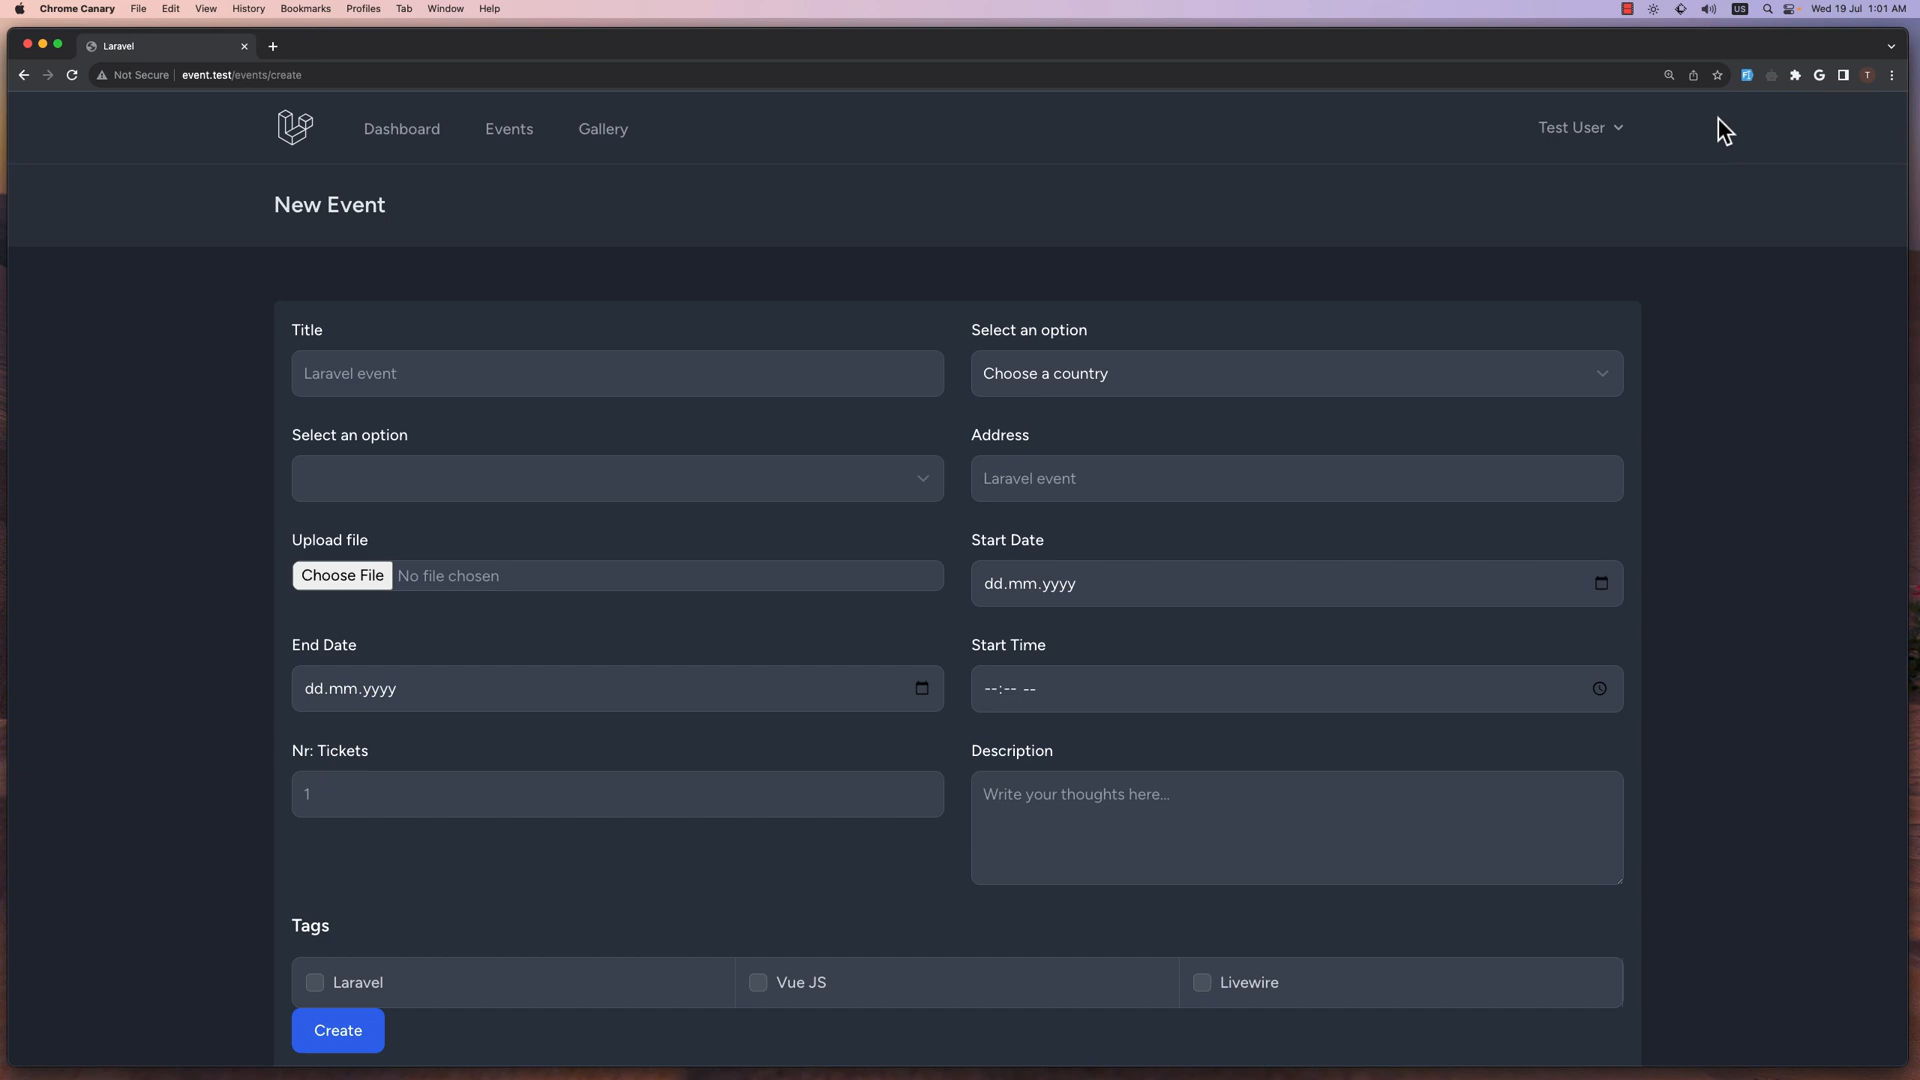 Chrome Canary File Edit View History Bookmarks Profiles Tab Window Help US Wed 19 Jul 1:01 AM
Laravel
Not Secure event.test/events/create T
Dashboard Events Gallery Test User
New Event
Title Select an option
Laravel event Choose a country
Select an option Address
Laravel event
Upload file Start Date
Choose File No file chosen dd.mm.yyyy
End Date Start Time
dd.mm.yyyy --:-- --
Nr: Tickets Description
1 Write your thoughts here...
Tags
Laravel Vue JS Livewire
Create